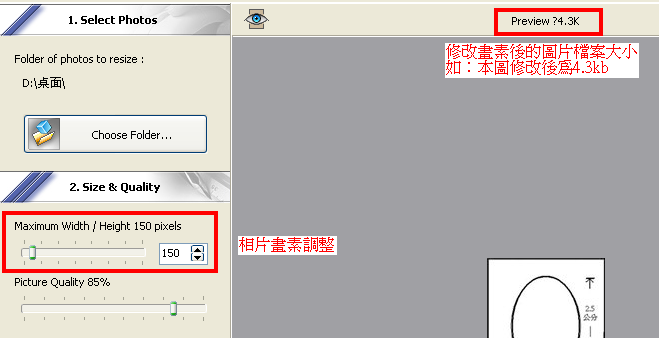 1. Select Photos
Preview ?4.3K
修改畫素後的圖片檔案大小
如：本圖修改後為4.3kb
Folder of photos to resize :
D:\桌面\
Choose Folder...
2. Size & Quality
Maximum Width / Height 150 pixels
150
相片畫素調整
Picture Quality 85%
2.5
公分